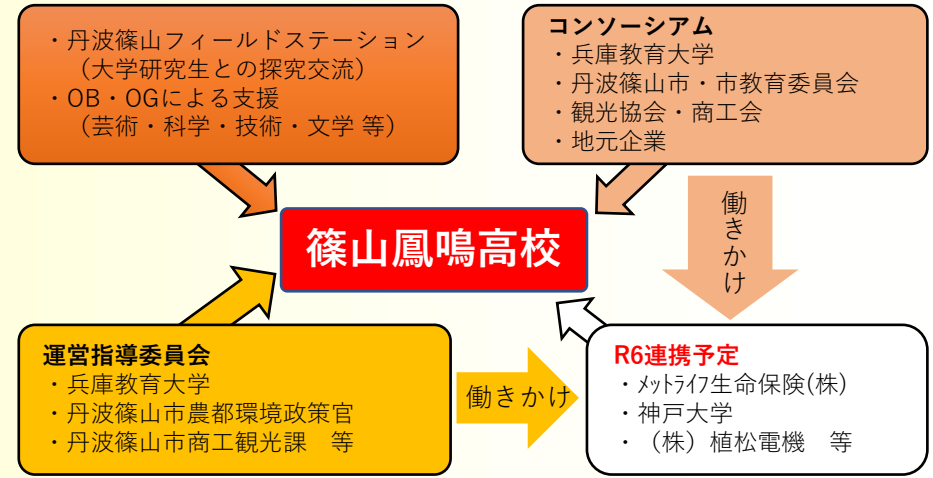 ・丹波篠山フィールドステーション
（大学研究生との探究交流）
・OB・OGによる支援
（芸術・科学・技術・文学 等）
コンソーシアム
・兵庫教育大学
・丹波篠山市・市教育委員会
・観光協会・商工会
・地元企業
篠山鳳鳴高校
働きかけ
運営指導委員会
・兵庫教育大学
・丹波篠山市農都環境政策官
・丹波篠山市商工観光課　等
働きかけ
R6連携予定
・ﾒｯﾄﾗｲﾌ生命保険(株)
・神戸大学
・（株）植松電機　等